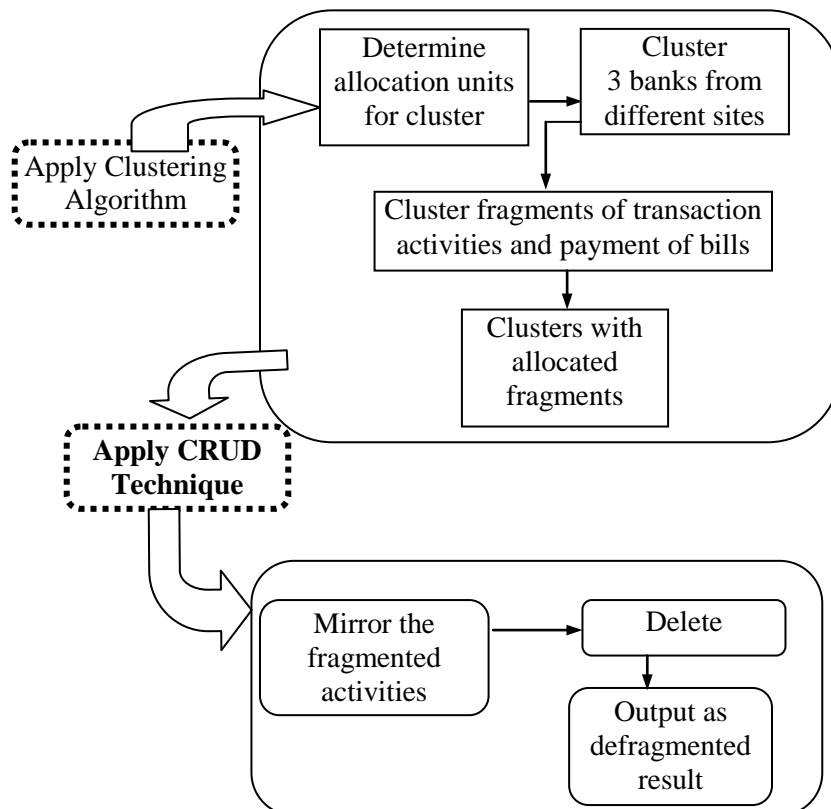 Determine
allocation units
for cluster
Cluster
3 banks from
different sites
Apply Clustering
Algorithm
Cluster fragments of transaction
activities and payment of bills
Clusters with
allocated
fragments
Apply CRUD
Technique
Mirror the
fragmented
activities
Delete
Output as
defragmented
result